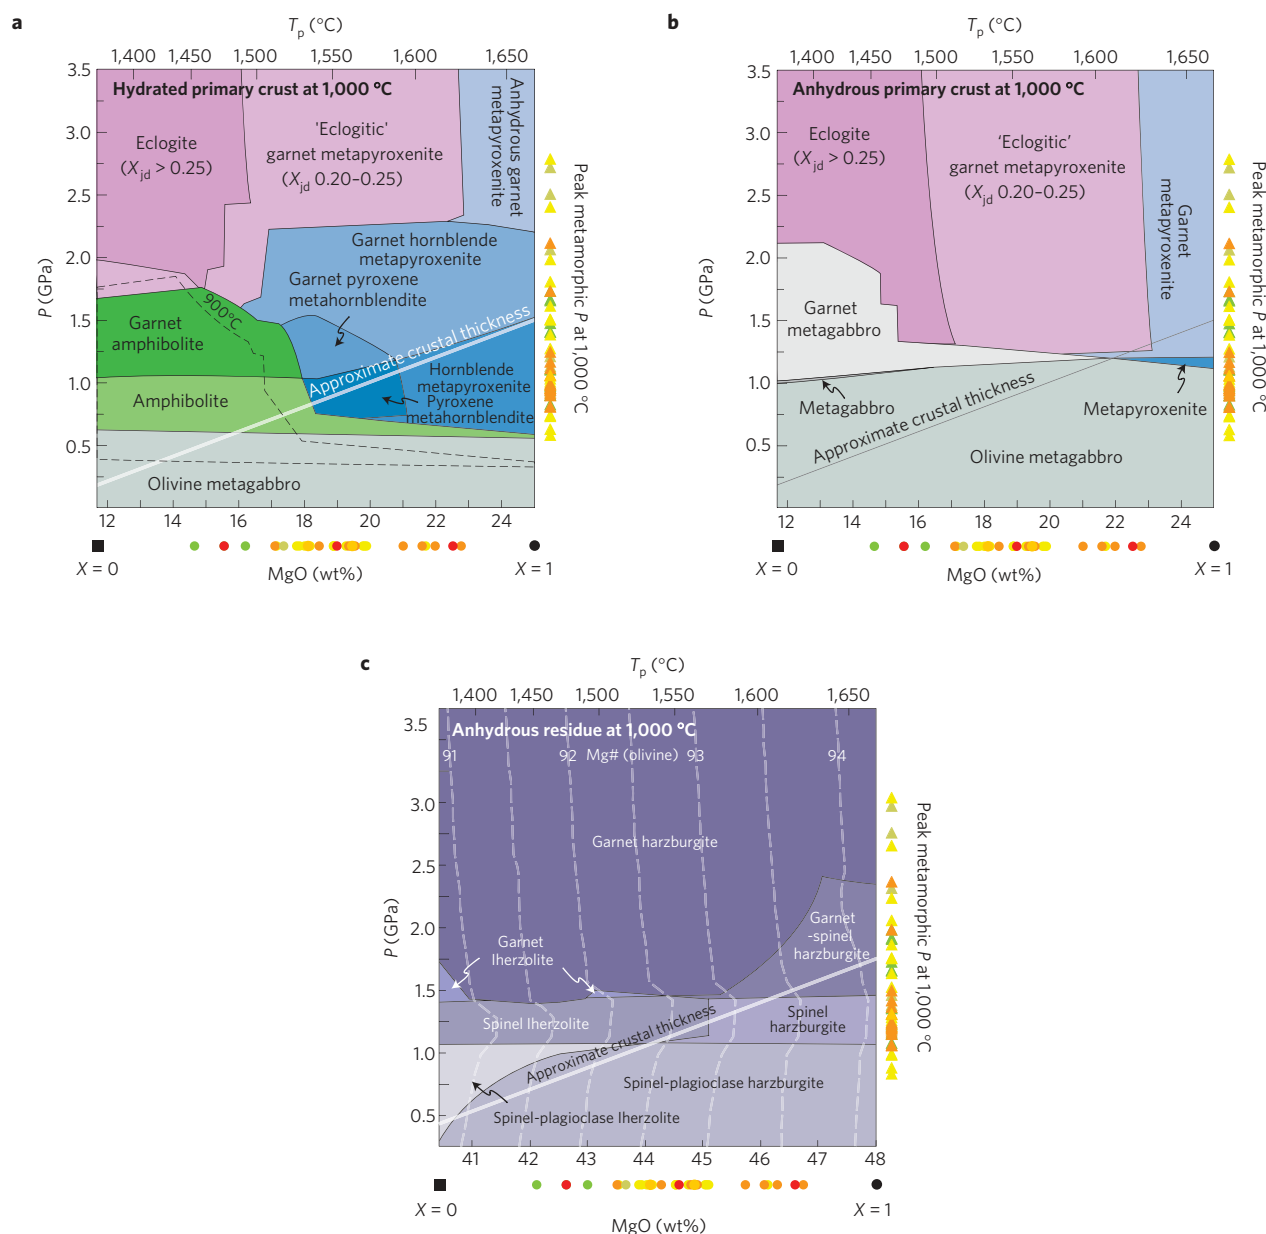 a
T_p (°C)
1,400 1,450 1,500 1,550 1,600 1,650
Hydrated primary crust at 1,000 °C
Eclogite
(X_jd > 0.25)
'Eclogitic'
garnet metapyroxenite
(X_jd 0.20–0.25)
Anhydrous garnet
metapyroxenite
Garnet hornblende
metapyroxenite
Garnet pyroxene
metahornblendite
900°C
Garnet
amphibolite
Approximate crustal thickness
Hornblende
metapyroxenite
Pyroxene
metahornblendite
Amphibolite
Olivine metagabbro
P (GPa)
3.5
3.0
2.5
2.0
1.5
1.0
0.5
12 14 16 18 20 22 24
X = 0
MgO (wt%)
X = 1
Peak metamorphic P at 1,000 °C
b
T_p (°C)
1,400 1,450 1,500 1,550 1,600 1,650
Anhydrous primary crust at 1,000 °C
Eclogite
(X_jd > 0.25)
‘Eclogitic’
garnet metapyroxenite
(X_jd 0.20–0.25)
Garnet
metapyroxenite
Garnet
metagabbro
Metagabbro
Approximate crustal thickness
Metapyroxenite
Olivine metagabbro
P (GPa)
3.5
3.0
2.5
2.0
1.5
1.0
0.5
12 14 16 18 20 22 24
X = 0
MgO (wt%)
X = 1
Peak metamorphic P at 1,000 °C
c
T_p (°C)
1,400 1,450 1,500 1,550 1,600 1,650
Anhydrous residue at 1,000 °C
91 92 Mg# (olivine) 93 94
Garnet harzburgite
Garnet
-spinel
harzburgite
Garnet
lherzolite
Spinel lherzolite
Spinel
harzburgite
Approximate crustal thickness
Spinel-plagioclase harzburgite
Spinel-plagioclase lherzolite
P (GPa)
3.5
3.0
2.5
2.0
1.5
1.0
0.5
41 42 43 44 45 46 47 48
X = 0
MgO (wt%)
X = 1
Peak metamorphic P at 1,000 °C